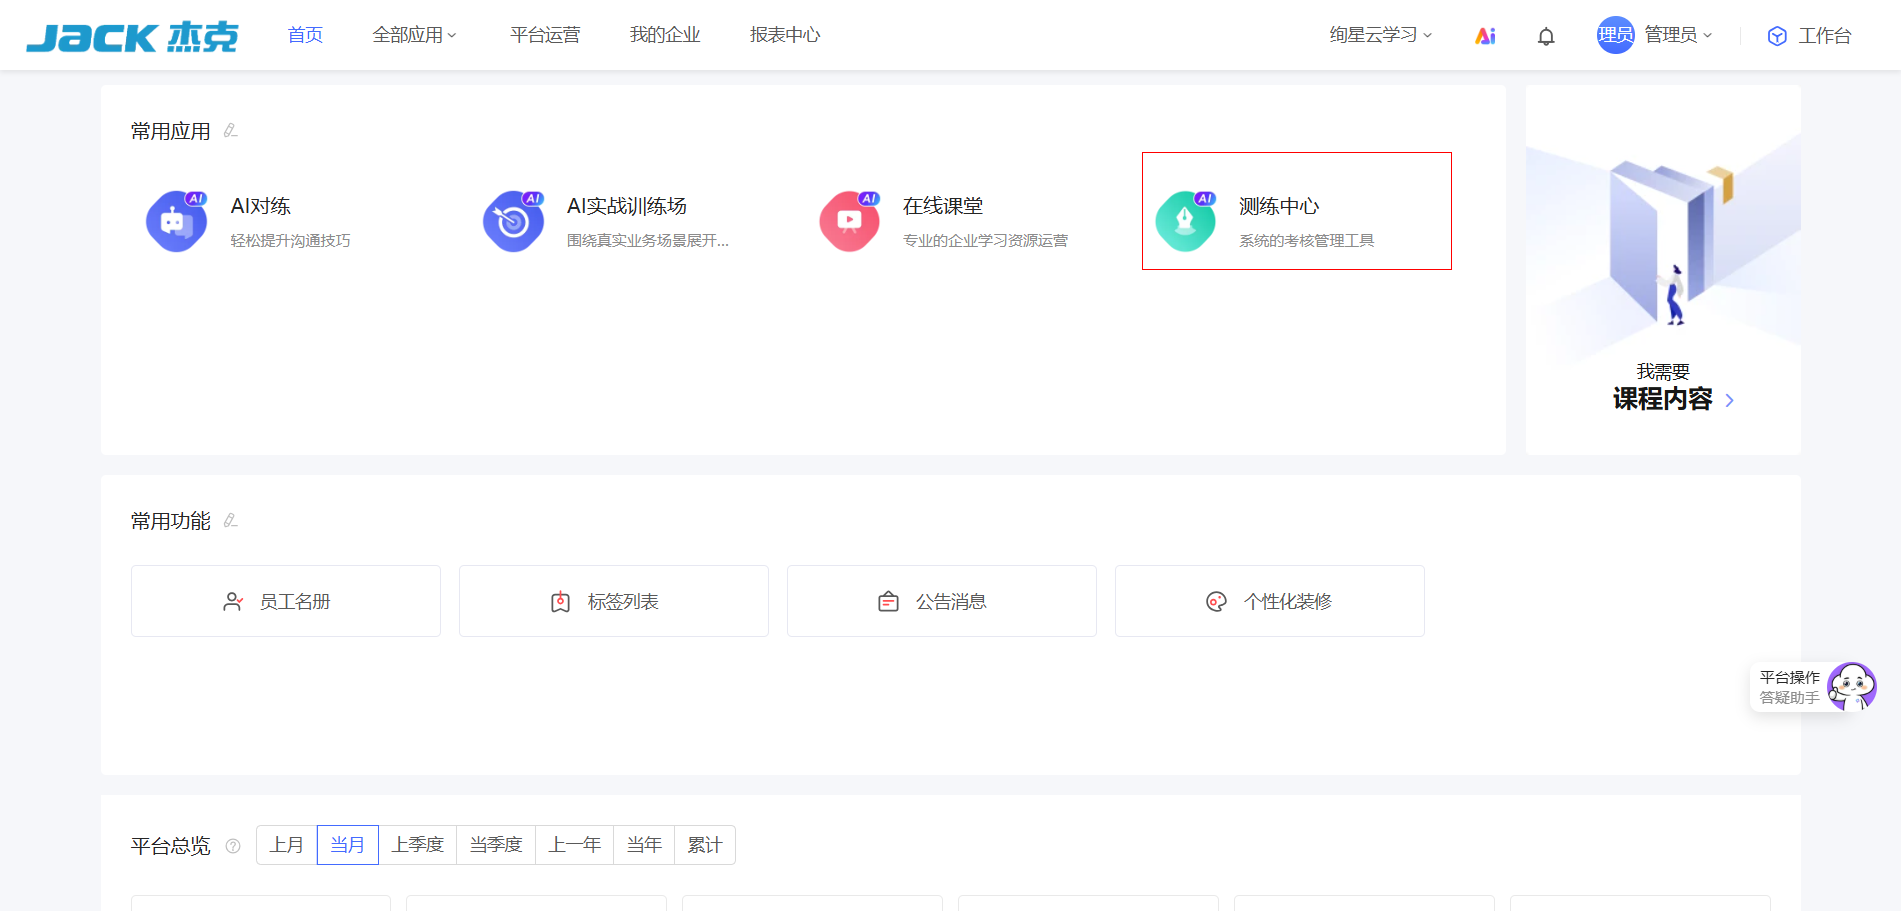 JACK 杰克 首页 全部应用 平台运营 我的企业 报表中心 绚星云学习 Ai 理员 管理员 工作台
常用应用
AI AI对练
轻松提升沟通技巧
AI AI实战训练场
围绕真实业务场景展开...
AI 在线课堂
专业的企业学习资源运营
AI 测练中心
系统的考核管理工具
我需要
课程内容
常用功能
员工名册 标签列表 公告消息 个性化装修
平台操作
答疑助手
平台总览 ? 上月 当月 上季度 当季度 上一年 当年 累计